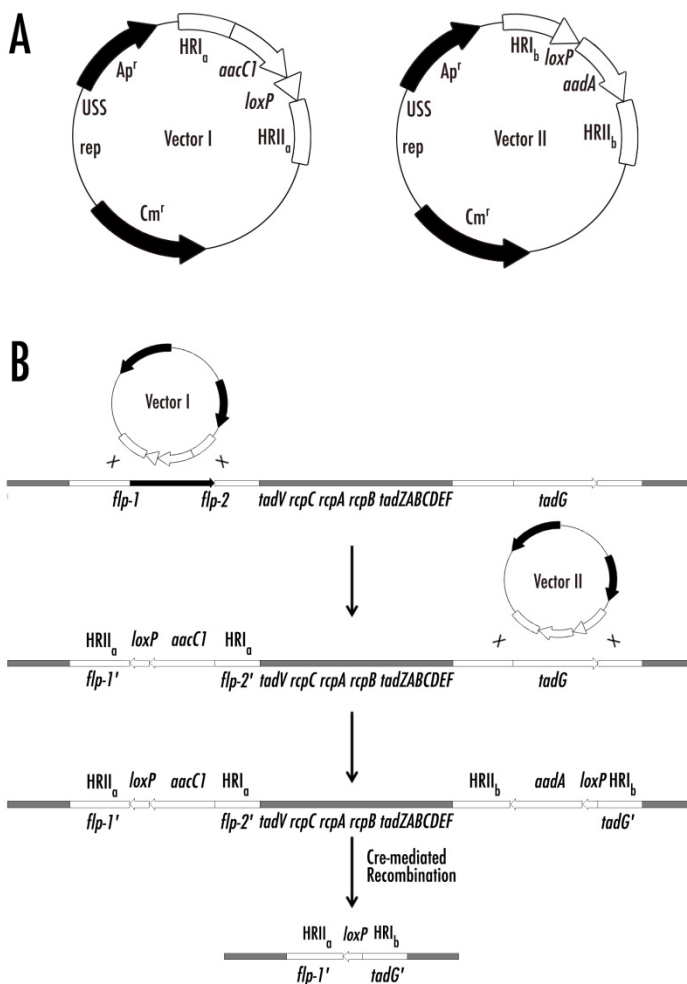 A
HRIa
aacC1
loxP
HRIIa
Apr
USS
rep
Vector I
Cmr
HRIb
loxP
aadA
HRIIb
Apr
USS
rep
Vector II
Cmr
B
Vector I
X X
flp-1 flp-2 tadV rcpC rcpA rcpB tadZABCDEF tadG
Vector II
X X
HRIIa loxP aacC1 HRIa
flp-1' flp-2' tadV rcpC rcpA rcpB tadZABCDEF tadG
HRIIa loxP aacC1 HRIa HRIIb aadA loxP HRIb
flp-1' flp-2' tadV rcpC rcpA rcpB tadZABCDEF tadG'
Cre-mediated
Recombination
HRIIa loxP HRIb
flp-1' tadG'